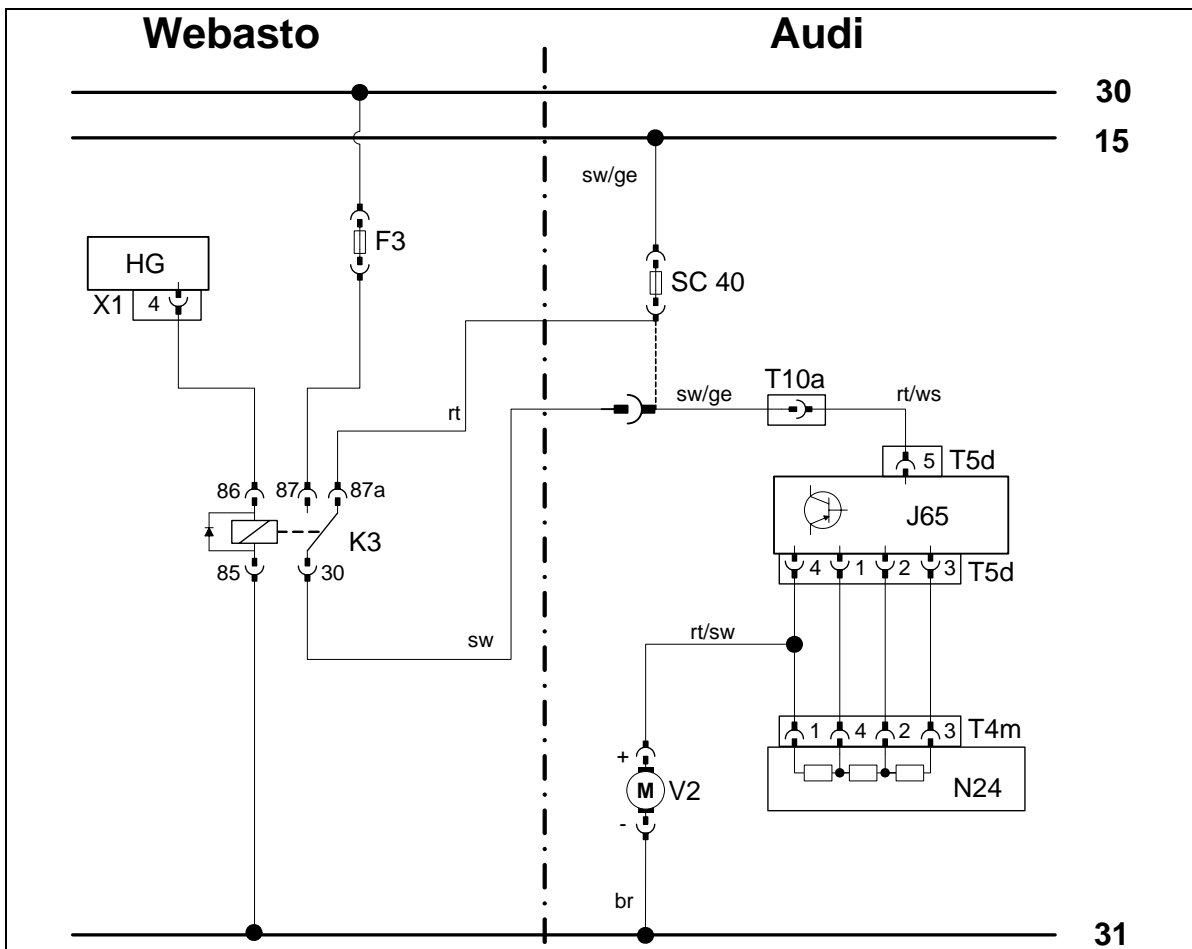 Webasto Audi
30
15
sw/ge
F3
HG
SC 40
X1 4
T10a
sw/ge rt/ws
rt
5 T5d
86 87 87a
J65
K3
85 30
4 1 2 3 T5d
rt/sw
sw
1 4 2 3 T4m
+
M V2
N24
-
br
31